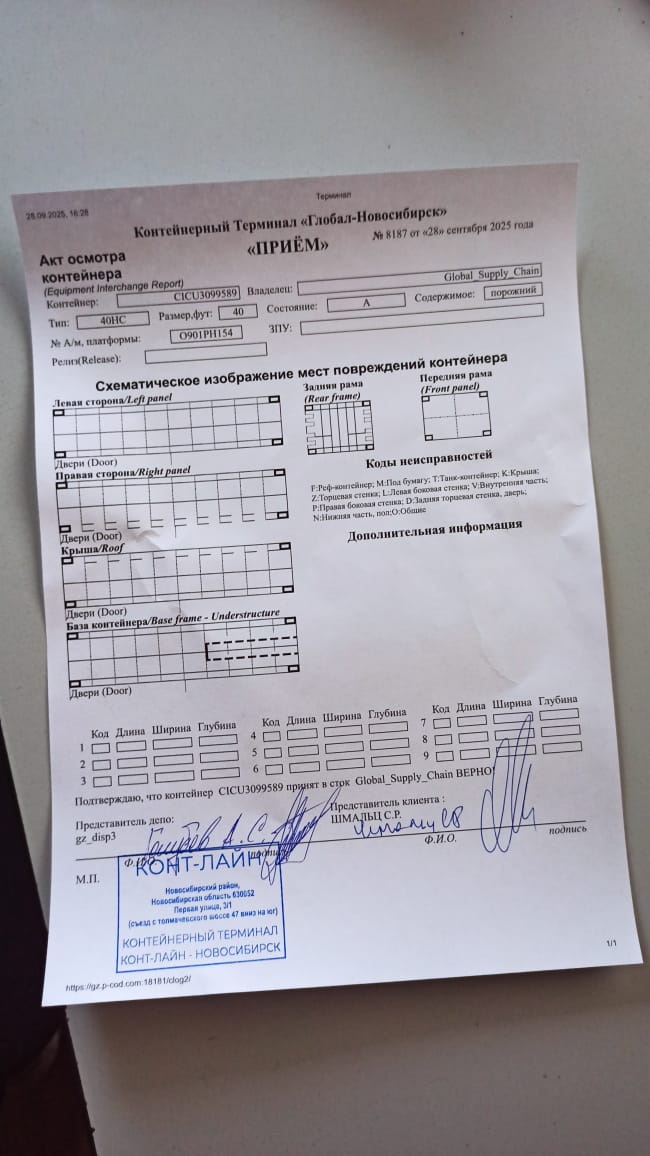 Терминал
28.09.2025, 16:28
Контейнерный Терминал «Глобал-Новосибирск»
Акт осмотра контейнера
«ПРИЁМ»
№ 8187 от «28» сентября 2025 года
(Equipment Interchange Report)
Контейнер: CICU3099589 Владелец: Global_Supply_Chain
Тип: 40HC Размер,фут: 40 Состояние: A Содержимое: порожний
№ А/м, платформы: О901РН154 ЗПУ:
Релиз(Release):
Схематическое изображение мест повреждений контейнера
Левая сторона/Left panel
Задняя рама
(Rear frame)
Передняя рама
(Front panel)
Двери (Door)
Правая сторона/Right panel
Двери (Door)
Крыша/Roof
Двери (Door)
База контейнера/Base frame - Understructure
Двери (Door)
Коды неисправностей
F:Реф-контейнер; M:Под бумагу; T:Танк-контейнер; K:Крыша;
Z:Торцевая стенка; L:Левая боковая стенка; V:Внутренняя часть;
P:Правая боковая стенка; D:Задняя торцевая стенка, дверь;
N:Нижняя часть, пол:O:Общие
Дополнительная информация
Код Длина Ширина Глубина Код Длина Ширина Глубина Код Длина Ширина Глубина
1 4 7
2 5 8
3 6 9
Подтверждаю, что контейнер CICU3099589 принят в сток Global_Supply_Chain ВЕРНО!
Представитель депо:
gz_disp3
А. С.
Представитель клиента :
ШМАЛЬЦ С.Р.
Ф.И.О. подпись
Ф.И.О. подпись
М.П.
КОНТ-ЛАЙН
Новосибирский район,
Новосибирская область 630052
Первая улица, 3/1
(съезд с толмачевского шоссе 47 вниз на юг)
КОНТЕЙНЕРНЫЙ ТЕРМИНАЛ
КОНТ-ЛАЙН - НОВОСИБИРСК
1/1
https://gz.p-cod.com:18181/clog2/